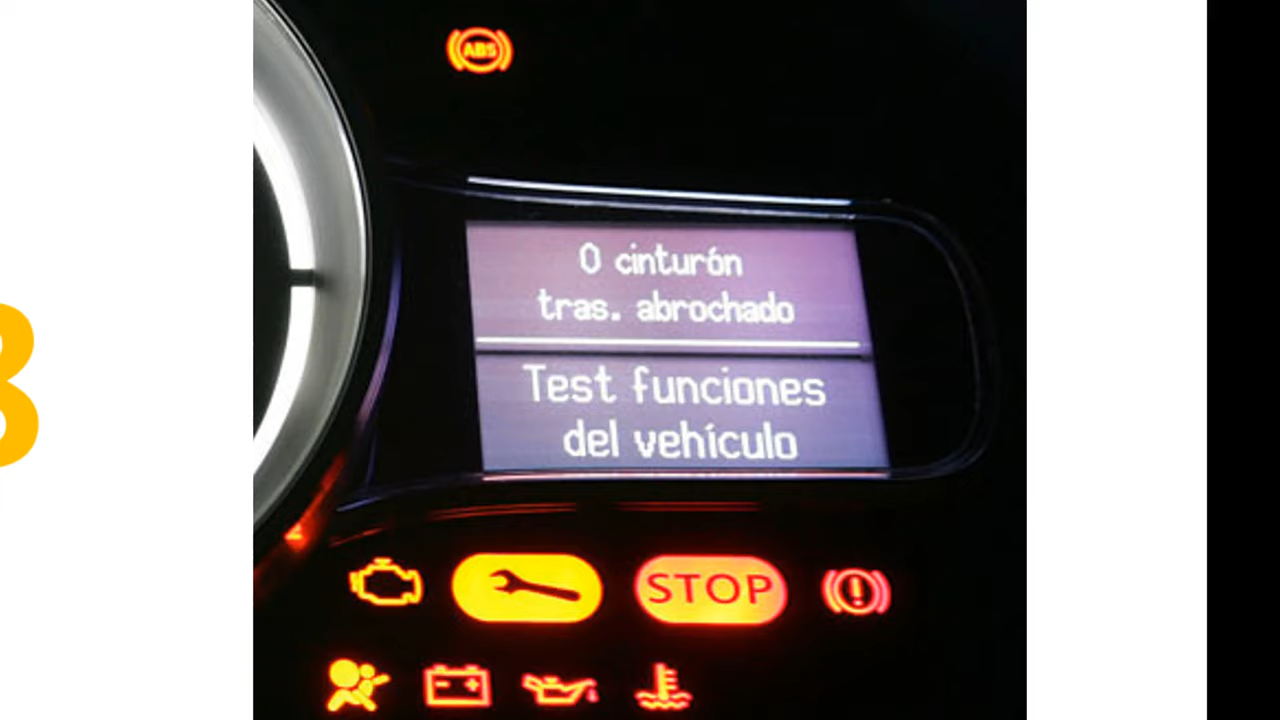 ABS
0 cinturón
tras. abrochado
Test funciones
del vehículo
STOP